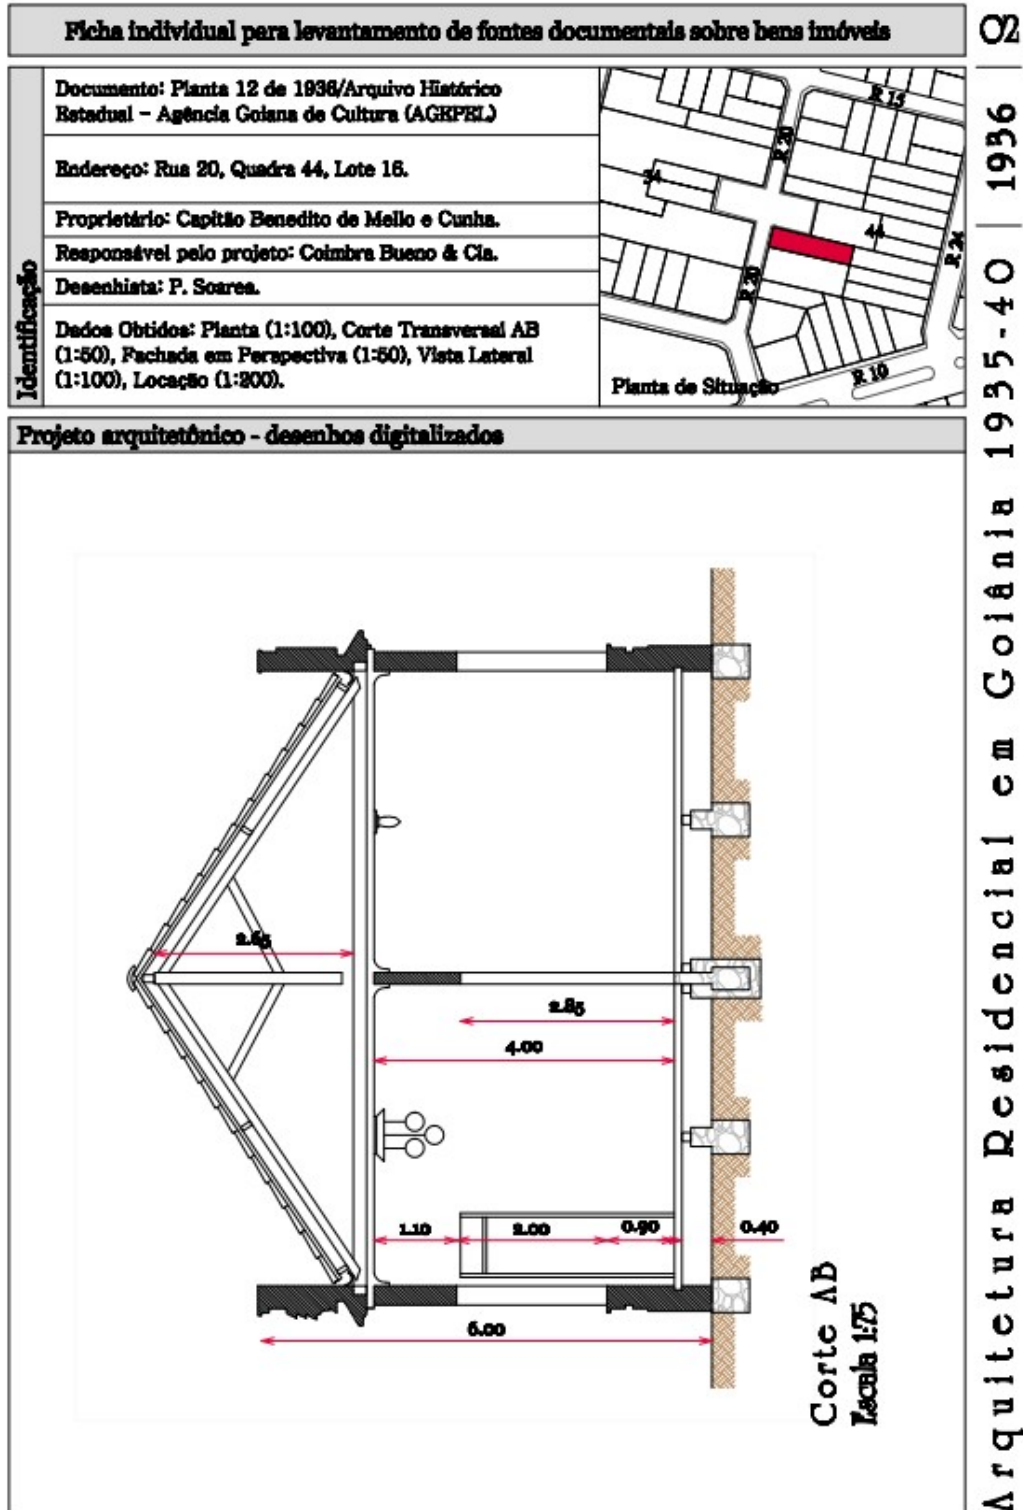 Ficha individual para levantamento de fontes documentais sobre bens imóveis
02
Identificação
Documento: Planta 12 de 1936/Arquivo Histórico
Estadual - Agência Goiana de Cultura (AGEPEL)
Endereço: Rua 20, Quadra 44, Lote 16.
Proprietário: Capitão Benedito de Mello e Cunha.
Responsável pelo projeto: Coimbra Bueno & Cia.
Desenhista: P. Soares.
Dados Obtidos: Planta (1:100), Corte Transversal AB
(1:50), Fachada em Perspectiva (1:50), Vista Lateral
(1:100), Locação (1:200).
R 15
R 20
34
44
R 24
R 20
R 10
Planta de Situação
Projeto arquitetônico - desenhos digitalizados
2.65
2.85
4.00
1.10
2.00
0.90
0.40
6.00
Corte AB
Escala 1:75
Arquitetura Residencial em Goiânia 1935-40 | 1936